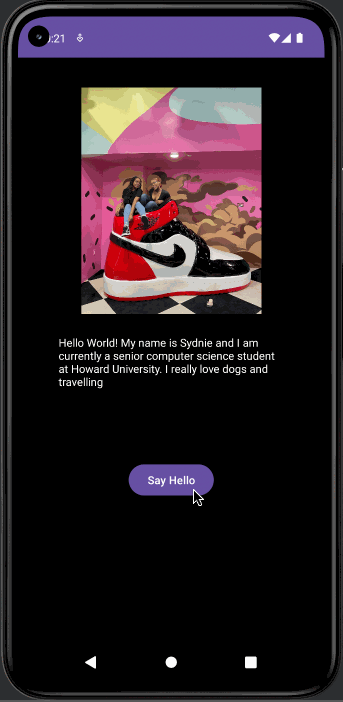 :21
Hello World! My name is Sydnie and I am
currently a senior computer science student
at Howard University. I really love dogs and
travelling
Say Hello